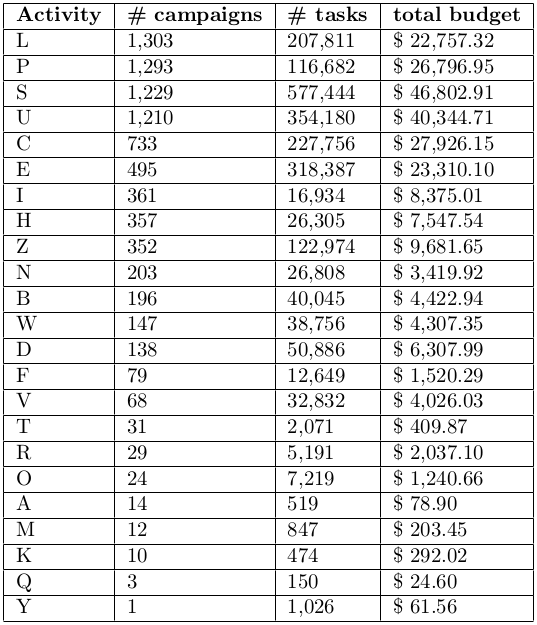 Activity # campaigns # tasks total budget
L 1,303 207,811 $ 22,757.32
P 1,293 116,682 $ 26,796.95
S 1,229 577,444 $ 46,802.91
U 1,210 354,180 $ 40,344.71
C 733 227,756 $ 27,926.15
E 495 318,387 $ 23,310.10
I 361 16,934 $ 8,375.01
H 357 26,305 $ 7,547.54
Z 352 122,974 $ 9,681.65
N 203 26,808 $ 3,419.92
B 196 40,045 $ 4,422.94
W 147 38,756 $ 4,307.35
D 138 50,886 $ 6,307.99
F 79 12,649 $ 1,520.29
V 68 32,832 $ 4,026.03
T 31 2,071 $ 409.87
R 29 5,191 $ 2,037.10
O 24 7,219 $ 1,240.66
A 14 519 $ 78.90
M 12 847 $ 203.45
K 10 474 $ 292.02
Q 3 150 $ 24.60
Y 1 1,026 $ 61.56